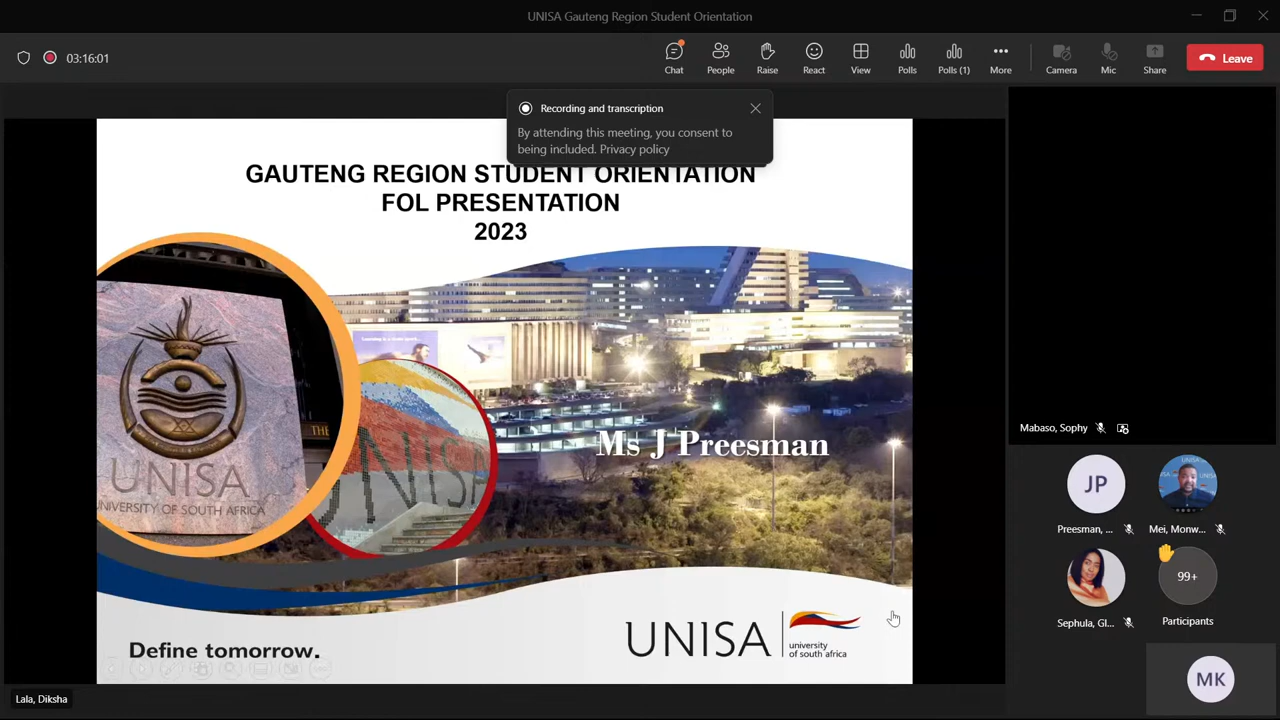 UNISA Gauteng Region Student Orientation
03:16:01
Chat
People
Raise
React
View
Polls
Polls (1)
More
Camera
Mic
Share
Leave
Recording and transcription
By attending this meeting, you consent to
being included. Privacy policy
GAUTENG REGION STUDENT ORIENTATION
FOL PRESENTATION
2023
THE
UNISA
UNIVERSITY OF SOUTH AFRICA
UNISA
Ms J Preesman
Define tomorrow.
UNISA
university
of south africa
Lala, Diksha
Mabaso, Sophy
JP
Preesman, ...
Mei, Monw...
Sephula, Gl...
99+
Participants
MK